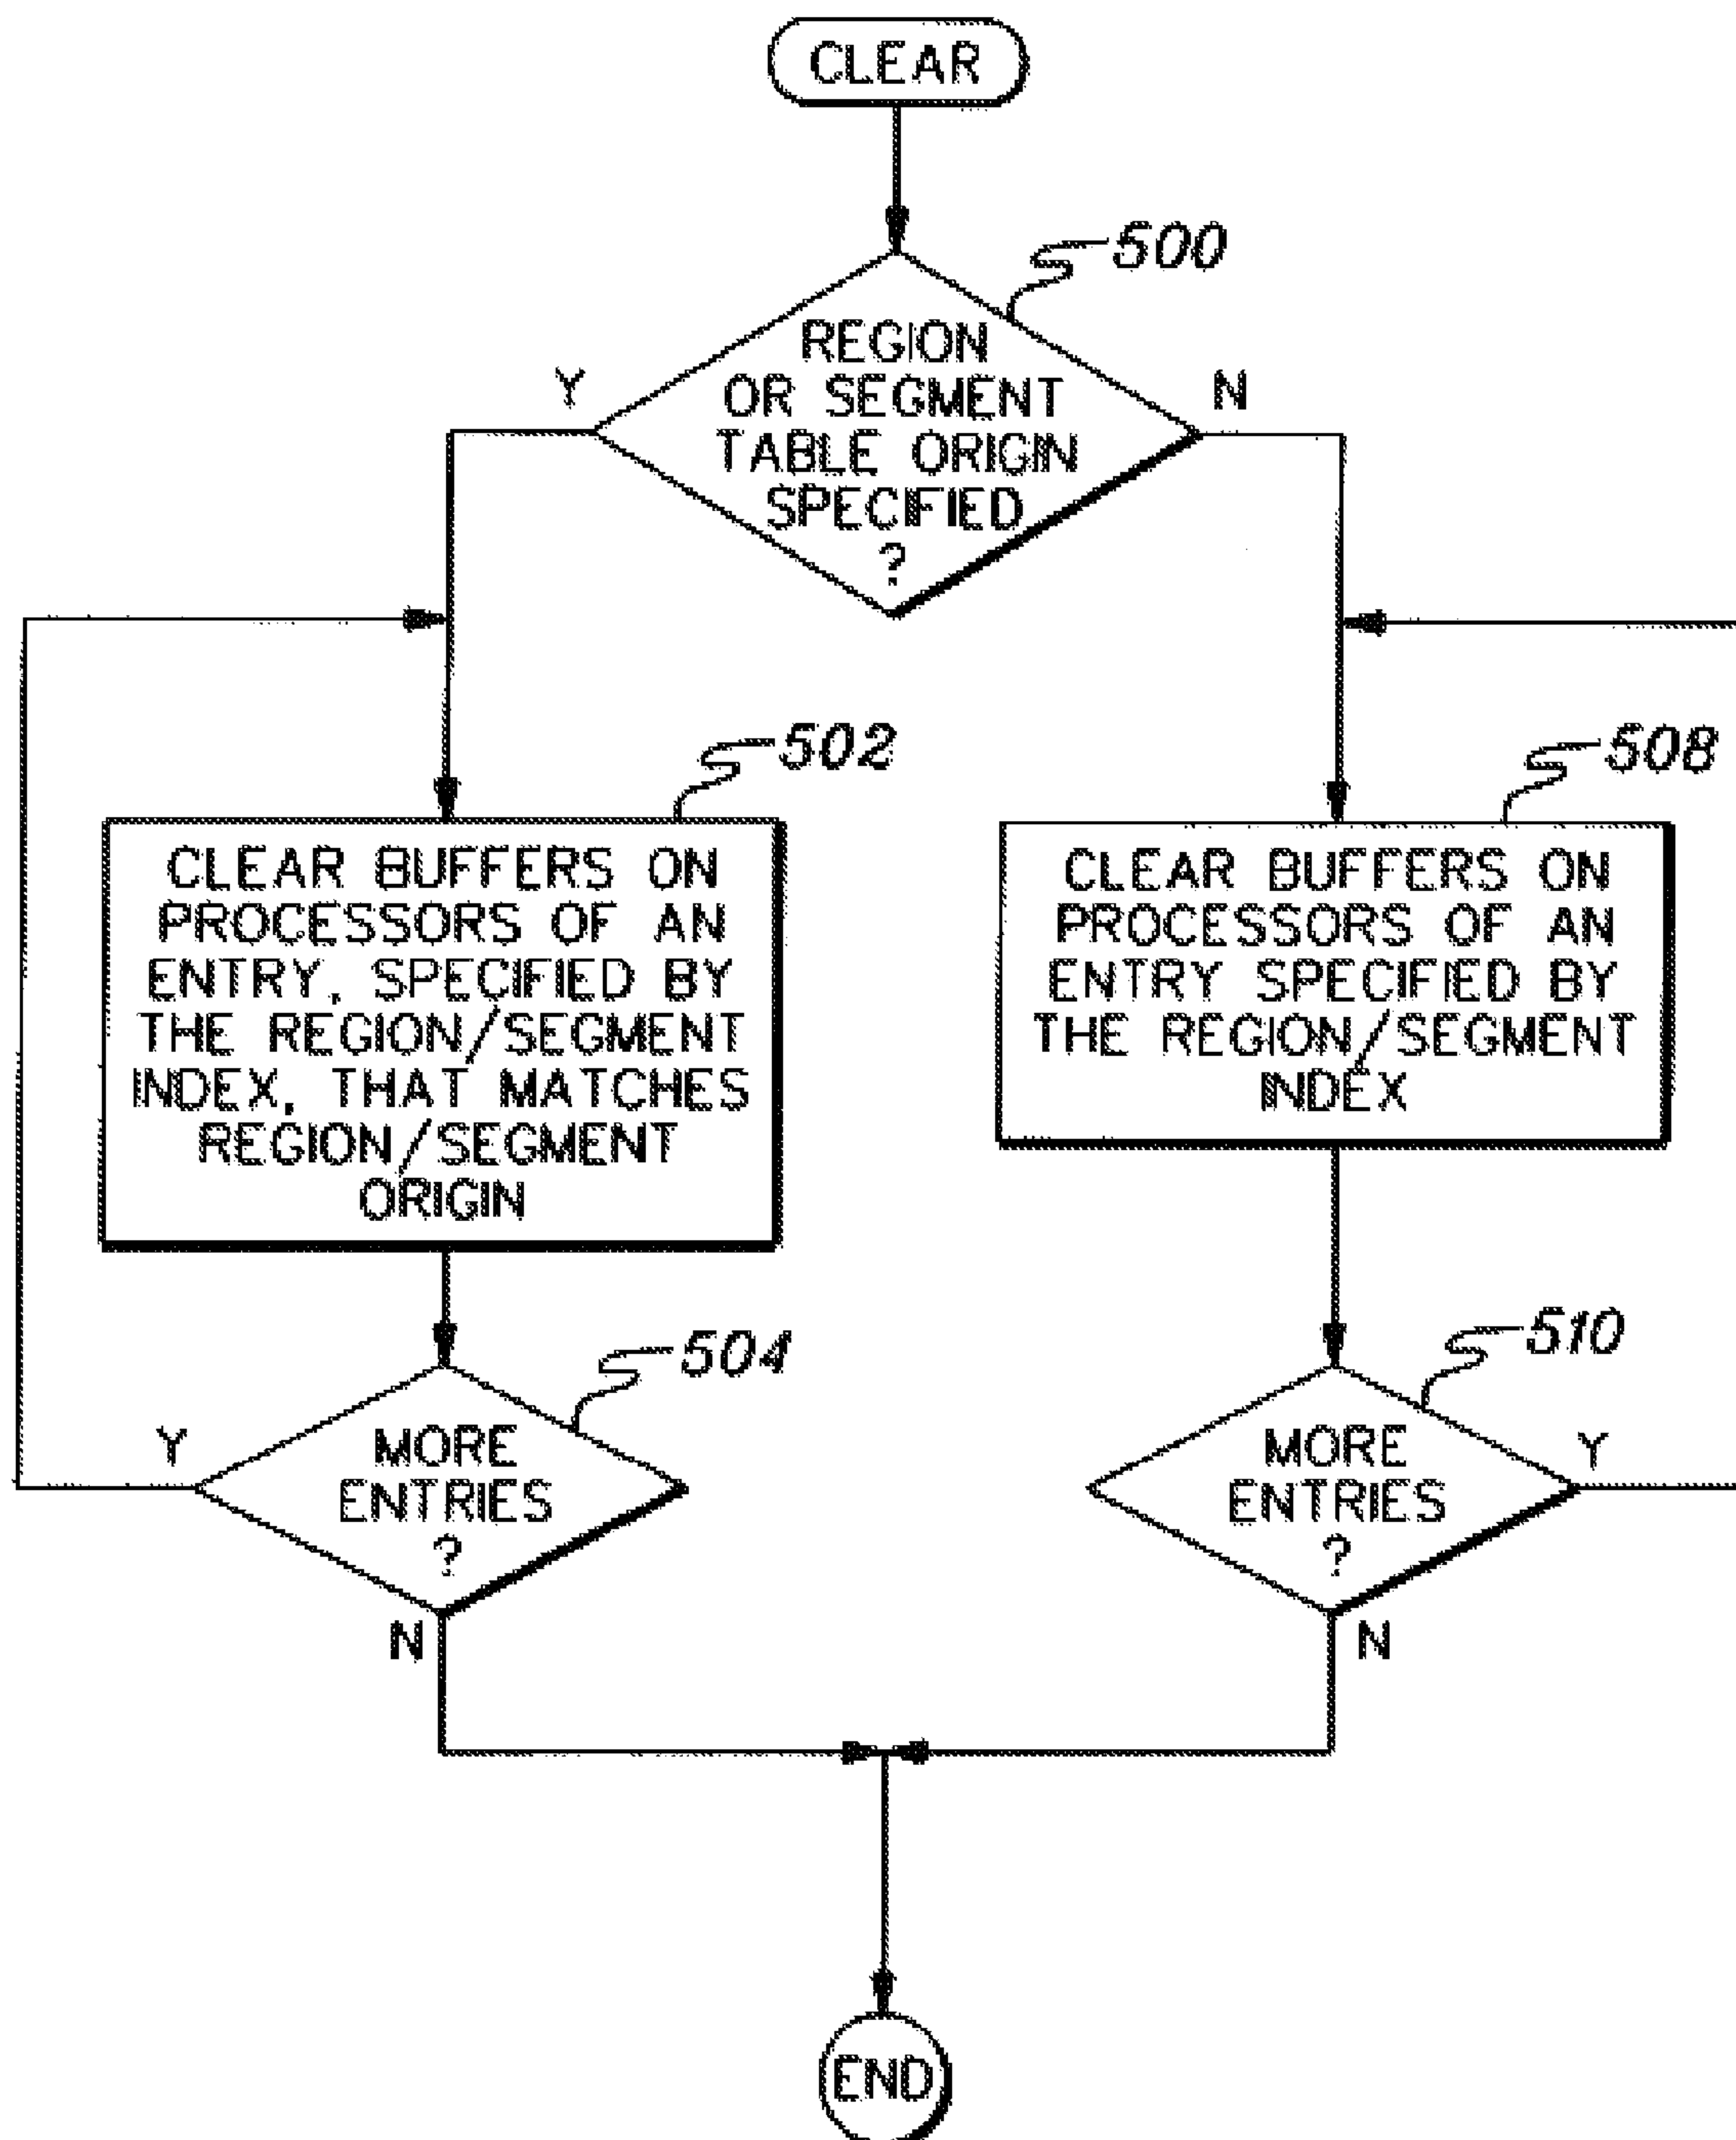 CLEAR
500
REGION
OR SEGMENT
TABLE ORIGIN
SPECIFIED
?
Y
N
502
CLEAR BUFFERS ON
PROCESSORS OF AN
ENTRY, SPECIFIED BY
THE REGION/SEGMENT
INDEX, THAT MATCHES
REGION/SEGMENT
ORIGIN
508
CLEAR BUFFERS ON
PROCESSORS OF AN
ENTRY SPECIFIED BY
THE REGION/SEGMENT
INDEX
504
Y
MORE
ENTRIES
?
N
510
MORE
ENTRIES
?
Y
N
END